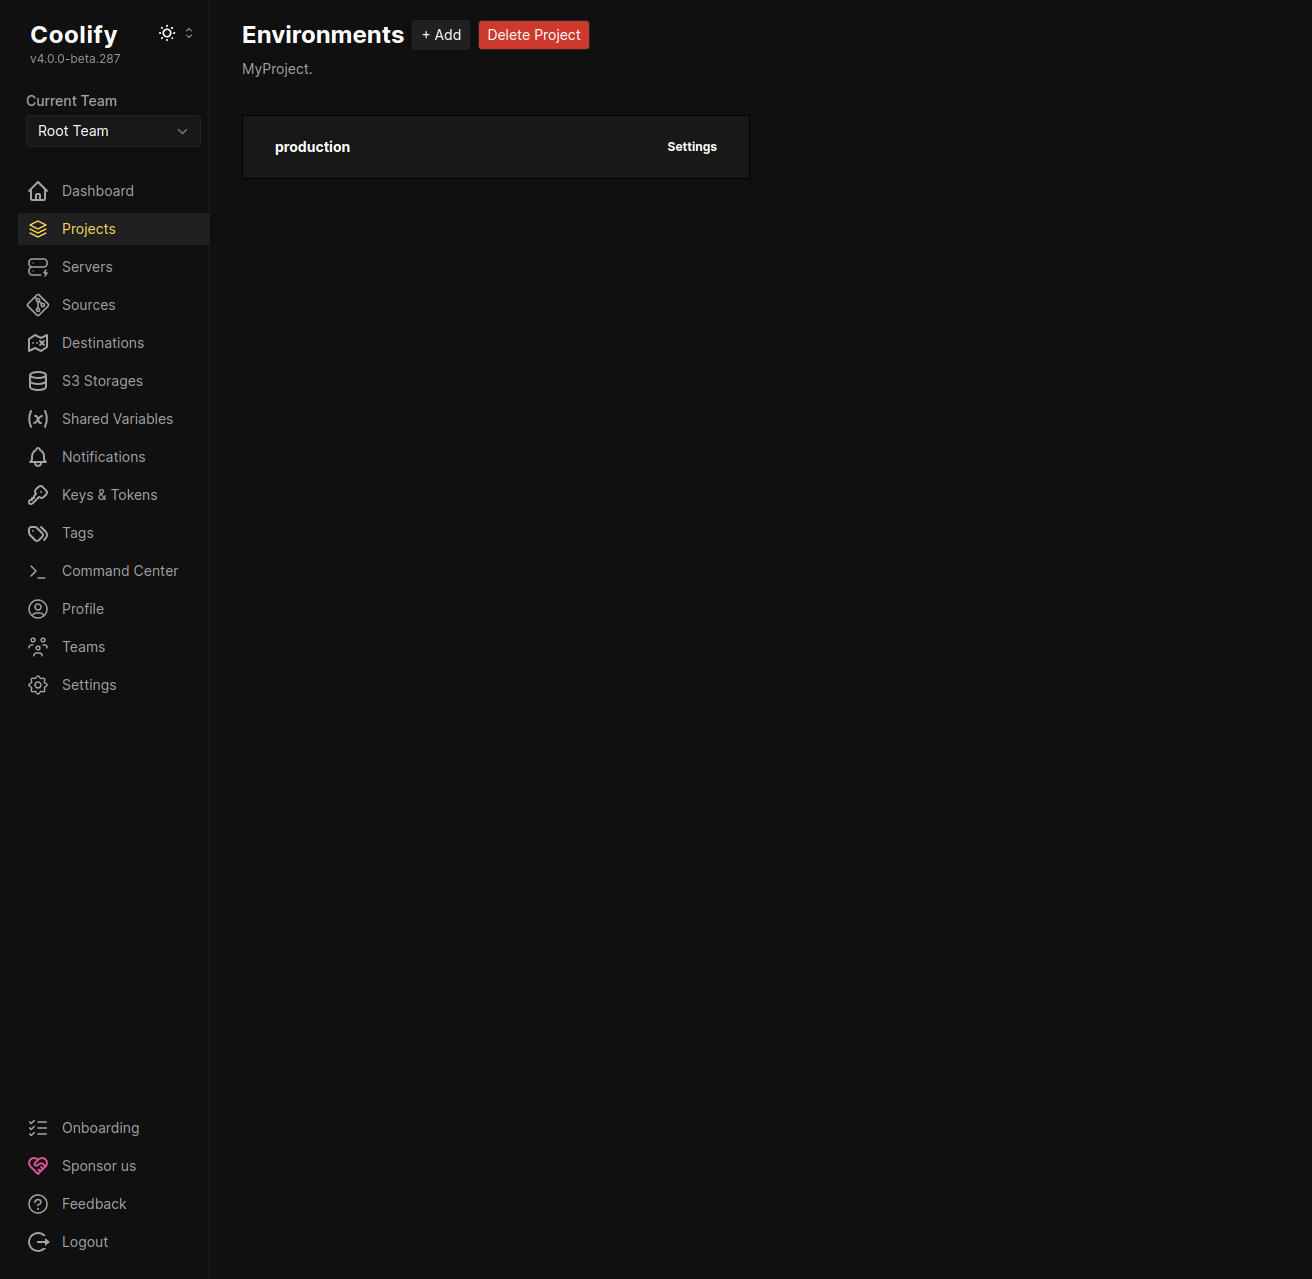 Coolify
v4.0.0-beta.287
Current Team
Root Team
Dashboard
Projects
Servers
Sources
Destinations
S3 Storages
Shared Variables
Notifications
Keys & Tokens
Tags
Command Center
Profile
Teams
Settings
Onboarding
Sponsor us
Feedback
Logout
Environments + Add Delete Project
MyProject.
production Settings